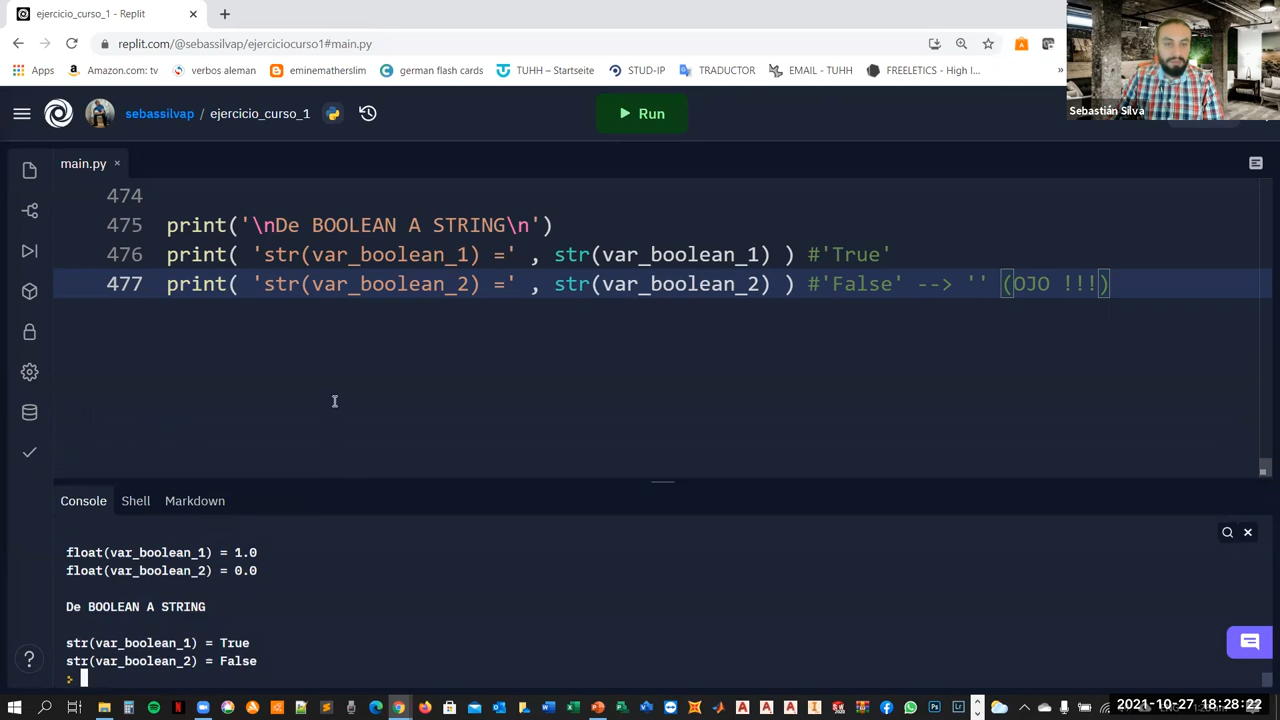 ejercicio_curso_1 - Replit
replit.com/@sebassilvap/ejerciciocurso1#main.py
Apps
Amazon.com: tv
verbos aleman
eminematherslim
german flash cards
TUHH – Startseite
STUD-IP
TRADUCTOR
EMAIL - TUHH
FREELETICS - High I...
»
Sebastián Silva
sebassilvap / ejercicio_curso_1
Run
main.py
474
475 print('\nDe BOOLEAN A STRING\n')
476 print( 'str(var_boolean_1) =' , str(var_boolean_1) ) #'True'
477 print( 'str(var_boolean_2) =' , str(var_boolean_2) ) #'False' --> '' (OJO !!!)
Console
Shell
Markdown
float(var_boolean_1) = 1.0
float(var_boolean_2) = 0.0
De BOOLEAN A STRING
str(var_boolean_1) = True
str(var_boolean_2) = False
2021-10-27 18:28:22